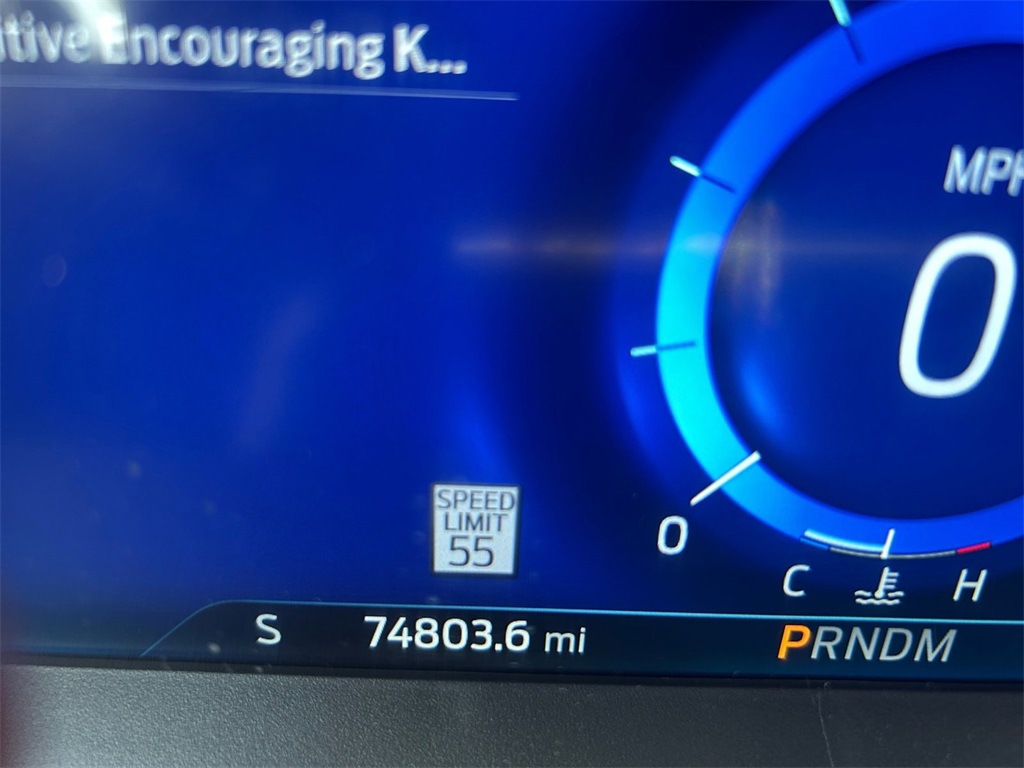 itive Encouraging K...
MPH
0
SPEED
LIMIT
55
0
C H
S 74803.6 mi PRNDM